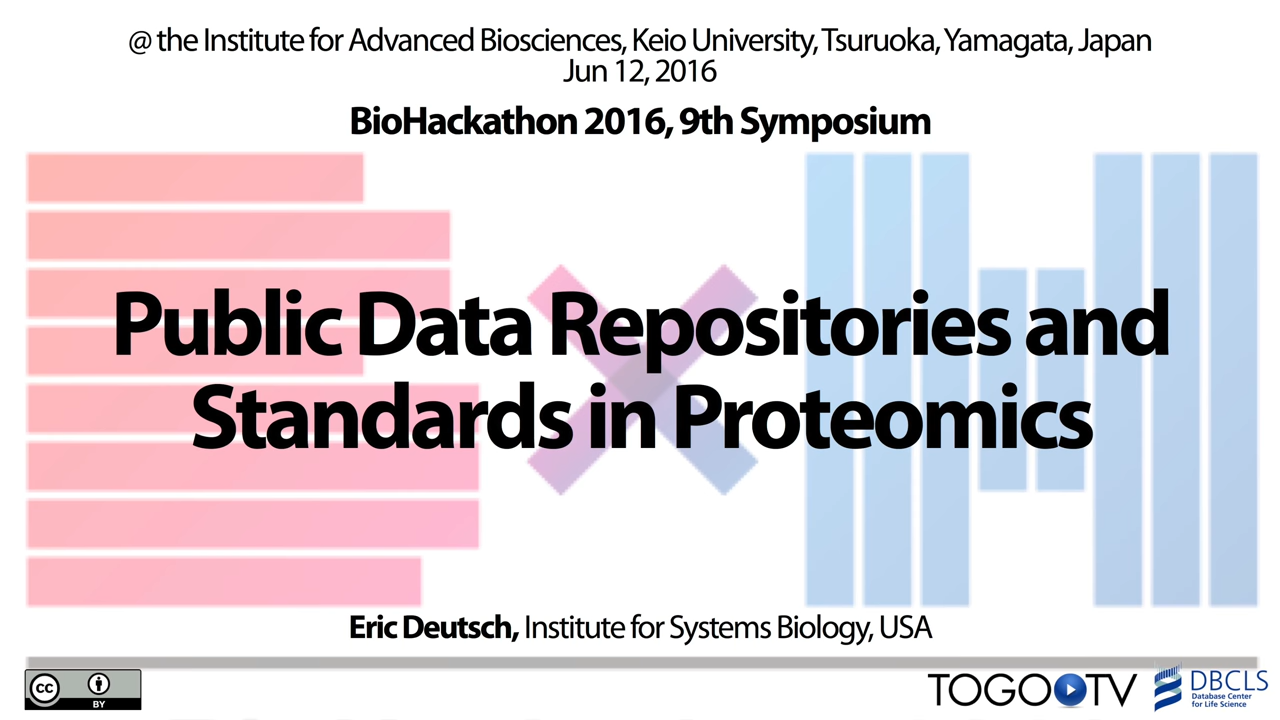 @ the Institute for Advanced Biosciences, Keio University, Tsuruoka, Yamagata, Japan
Jun 12, 2016
BioHackathon 2016, 9th Symposium
Public Data Repositories and
Standards in Proteomics
Eric Deutsch, Institute for Systems Biology, USA
cc
BY
TOGO TV
DBCLS
Database Center
for Life Science